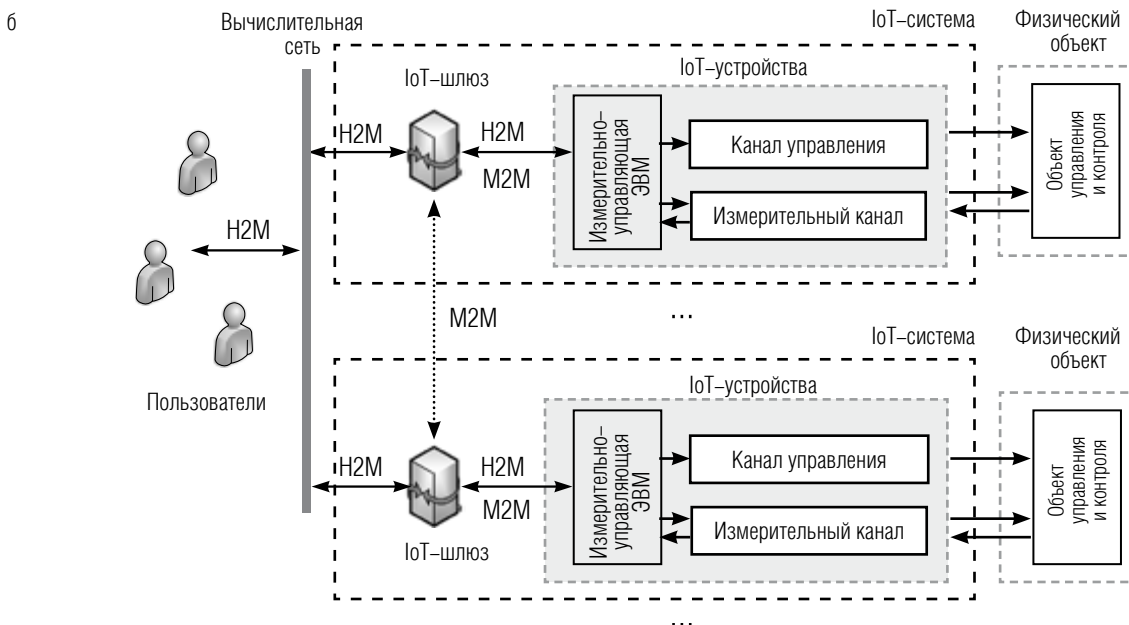 б
Вычислительная
сеть
IoT–система
Физический
объект
IoT–шлюз
IoT–устройства
H2M
H2M
M2M
Измерительно–
управляющая
ЭВМ
Канал управления
Измерительный канал
Объект
управления
и контроля
H2M
Пользователи
M2M
...
IoT–система
Физический
объект
IoT–устройства
H2M
H2M
M2M
IoT–шлюз
Измерительно–
управляющая
ЭВМ
Канал управления
Измерительный канал
Объект
управления
и контроля
...